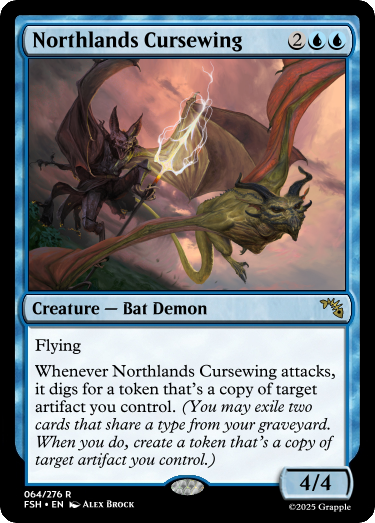 Northlands Cursewing 2
Creature — Bat Demon
Flying
Whenever Northlands Cursewing attacks,
it digs for a token that's a copy of target
artifact you control. (You may exile two
cards that share a type from your graveyard.
When you do, create a token that's a copy of
target artifact you control.)
4/4
064/276 R
FSH • EN ALEX BROCK
©2025 Grapple